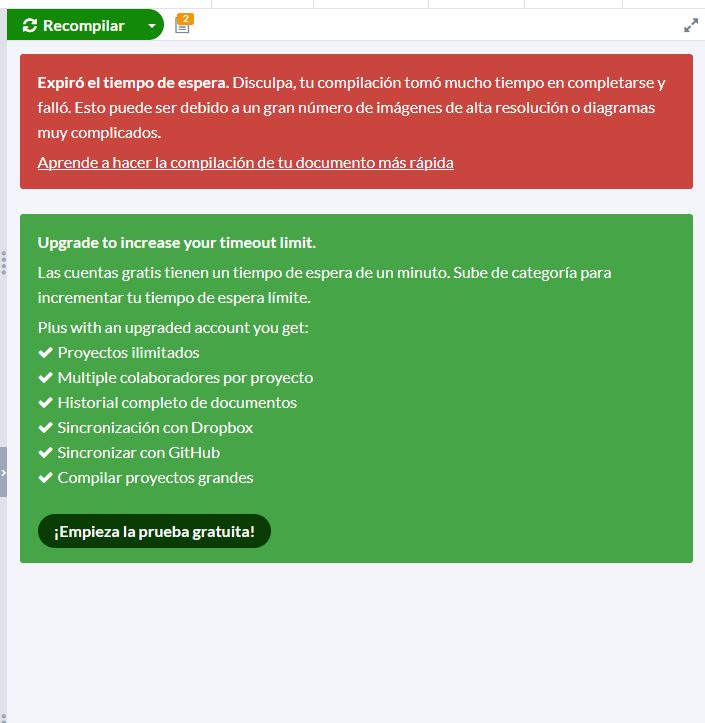 Recompilar
2
Expiró el tiempo de espera. Disculpa, tu compilación tomó mucho tiempo en completarse y
falló. Esto puede ser debido a un gran número de imágenes de alta resolución o diagramas
muy complicados.
Aprende a hacer la compilación de tu documento más rápida
Upgrade to increase your timeout limit.
Las cuentas gratis tienen un tiempo de espera de un minuto. Sube de categoría para
incrementar tu tiempo de espera límite.
Plus with an upgraded account you get:
Proyectos ilimitados
Multiple colaboradores por proyecto
Historial completo de documentos
Sincronización con Dropbox
Sincronizar con GitHub
Compilar proyectos grandes
¡Empieza la prueba gratuita!